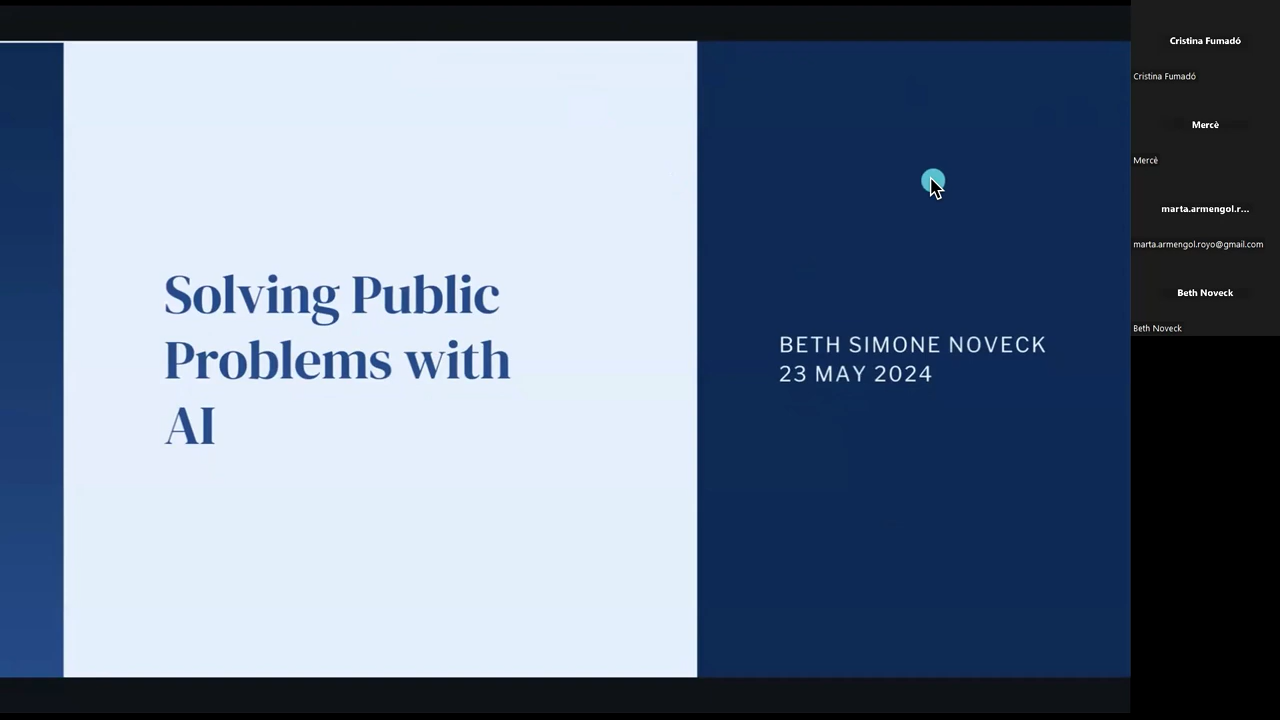 Solving Public
Problems with
AI
BETH SIMONE NOVECK
23 MAY 2024
Cristina Fumadó
Cristina Fumadó
Mercè
Mercè
marta.armengol.r...
marta.armengol.royo@gmail.com
Beth Noveck
Beth Noveck